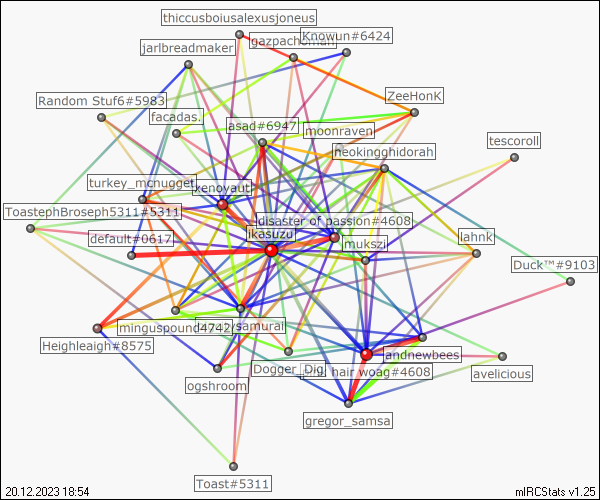 thiccusboiusalexusjoneus
Knowun#6424
gazpachoman
jarlbreadmaker
ZeeHonK
Random Stuf6#5983
facadas.
asad#6947
moonraven
tescoroll
neokingghidorah
turkey_mcnugget
xenovaut
ToastephBroseph5311#5311
disaster of passion#4608
ikasuzu
default#0617
mukszi
lahnk
Duck™#9103
minguspound4742
samurai
Heighleaigh#8575
andnewbees
Dogger_Dig
hair woag#4608
avelicious
ogshrooml
gregor_samsa
Toast#5311
20.12.2023 18:54
mIRCStats v1.25